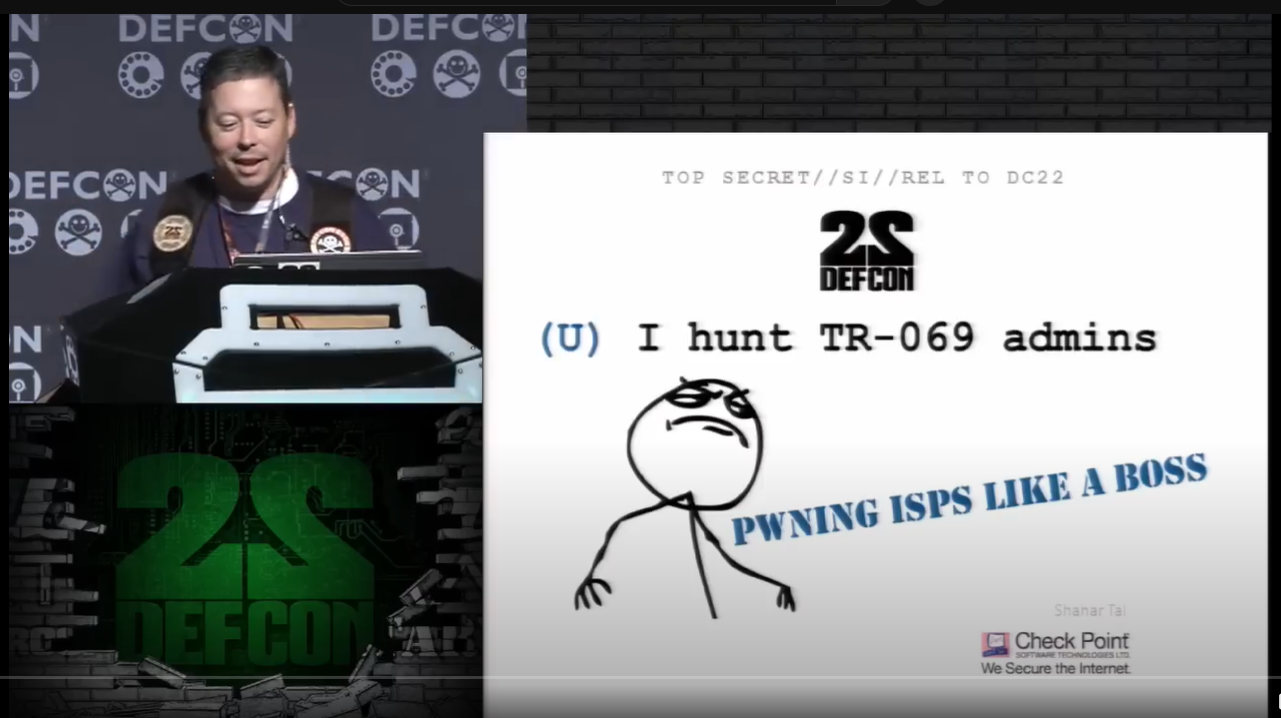 DEFCON
DEFCON
DEFCON
DEFCON
TOP SECRET//SI//REL TO DC22
22
DEFCON
(U) I hunt TR-069 admins
PWNING ISPS LIKE A BOSS
22
DEFCON
Shahar Tal
Check Point
SOFTWARE TECHNOLOGIES LTD.
We Secure the Internet.